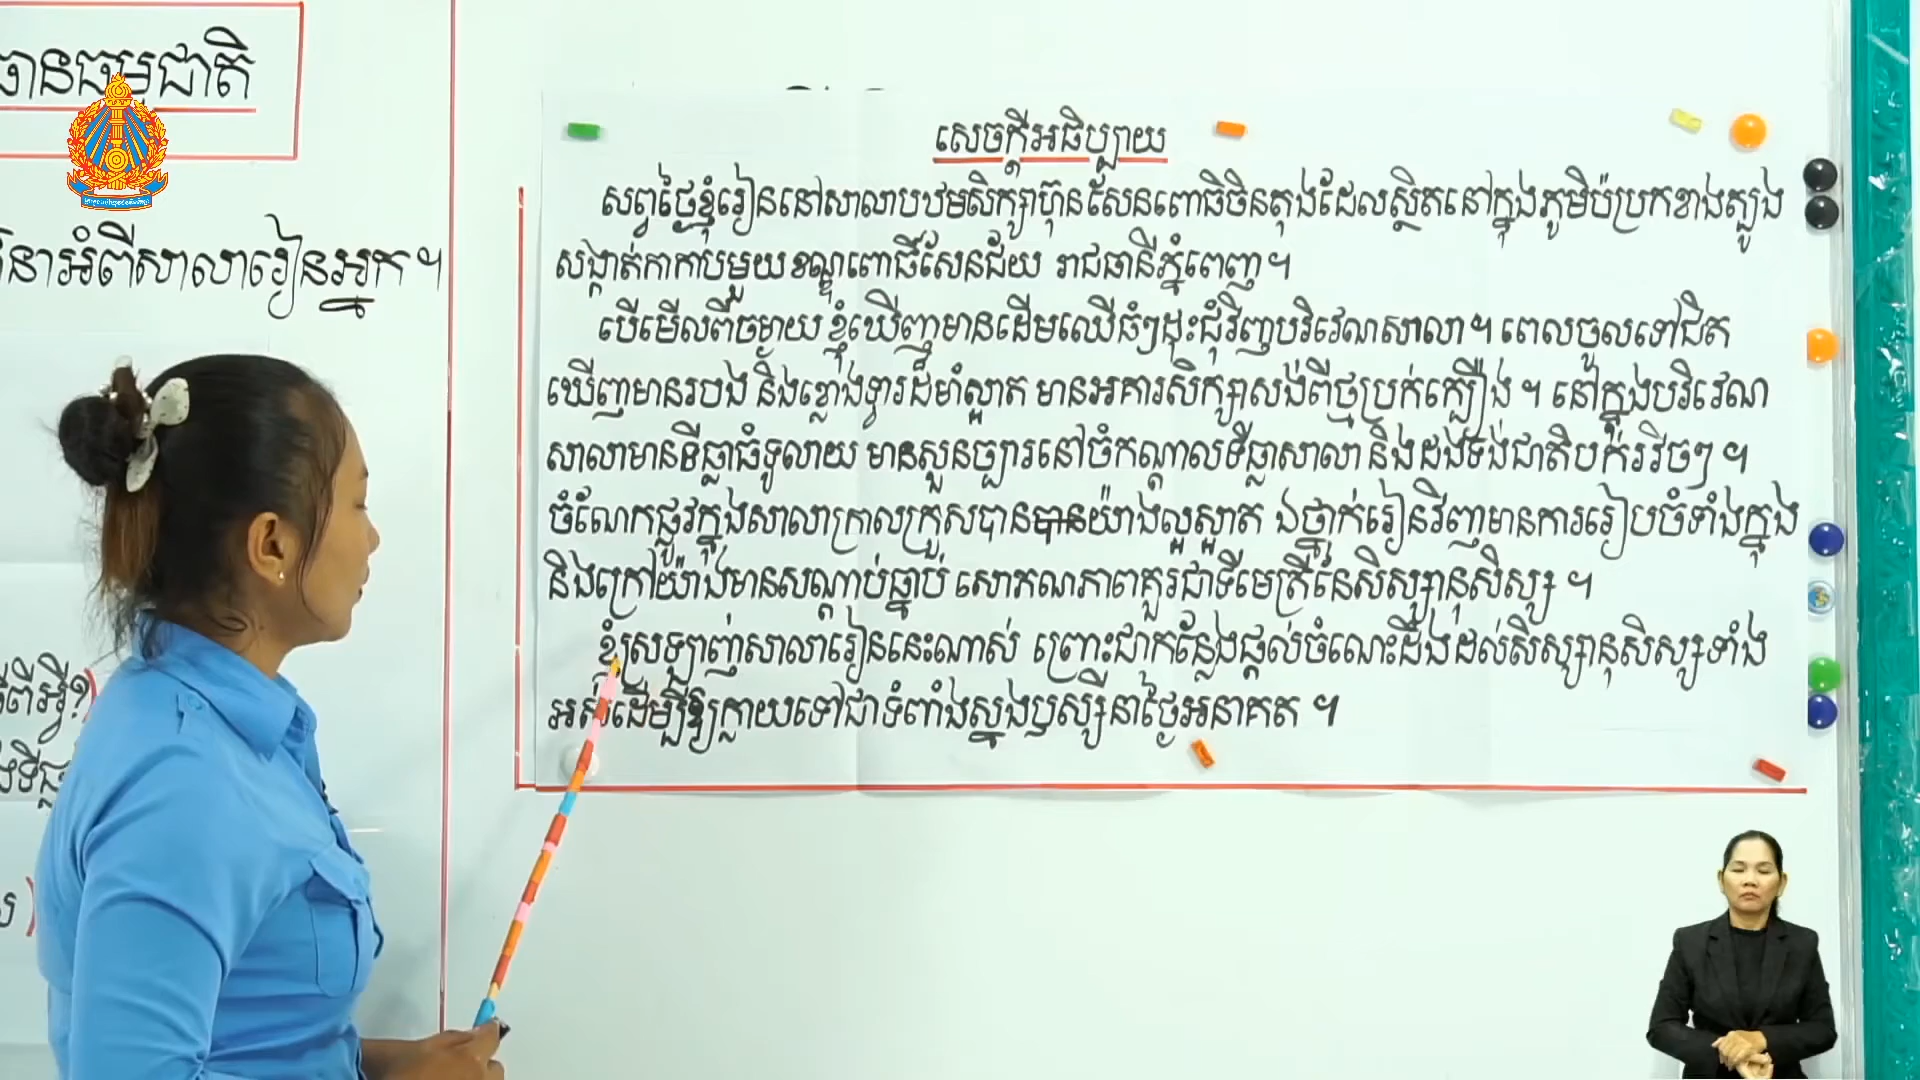 ធានធម្មជាតិ
នាអំពីសាលារៀនអ្នក។
ពីអ្វី?
សេចក្ដីអធិប្បាយ
សព្វថ្ងៃខ្ញុំរៀននៅសាលាបឋមសិក្សាហ៊ុនសែនពោធិចិនតុងដែលស្ថិតនៅក្នុងភូមិប៉ប្រកខាងត្បូង
សង្កាត់កាកាបមួយ ខណ្ឌពោធិ៍សែនជ័យ រាជធានីភ្នំពេញ។
បើមើលពីចម្ងាយ ខ្ញុំឃើញមានដើមឈើធំៗដុះជុំវិញបរិវេណសាលា។ ពេលចូលទៅជិត
ឃើញមានរបង និងខ្លោងទ្វារដ៏មាំស្អាត មានអគារសិក្សាសង់ពីថ្មប្រក់ក្បឿង ។ នៅក្នុងបរិវេណ
សាលាមានទីធ្លាធំទូលាយ មានសួនច្បារនៅចំកណ្ដាលទីធ្លាសាលា និងដងទង់ជាតិបក់រវិចៗ ។
ចំណែកផ្លូវក្នុងសាលាក្រាលគ្រួសបានបានយ៉ាងល្អស្អាត ឯថ្នាក់រៀនវិញមានការរៀបចំទាំងក្នុង
និងក្រៅយ៉ាងមានសណ្ដាប់ធ្នាប់ សោភណភាពគួរជាទីមេត្រីនៃសិស្សានុសិស្ស ។
ខ្ញុំស្រឡាញ់សាលារៀននេះណាស់ ព្រោះជាកន្លែងផ្ដល់ចំណេះដឹងដល់សិស្សានុសិស្សទាំង
អស់ដើម្បីឱ្យក្លាយទៅជាទំពាំងស្នងឫស្សីនាថ្ងៃអនាគត ៕